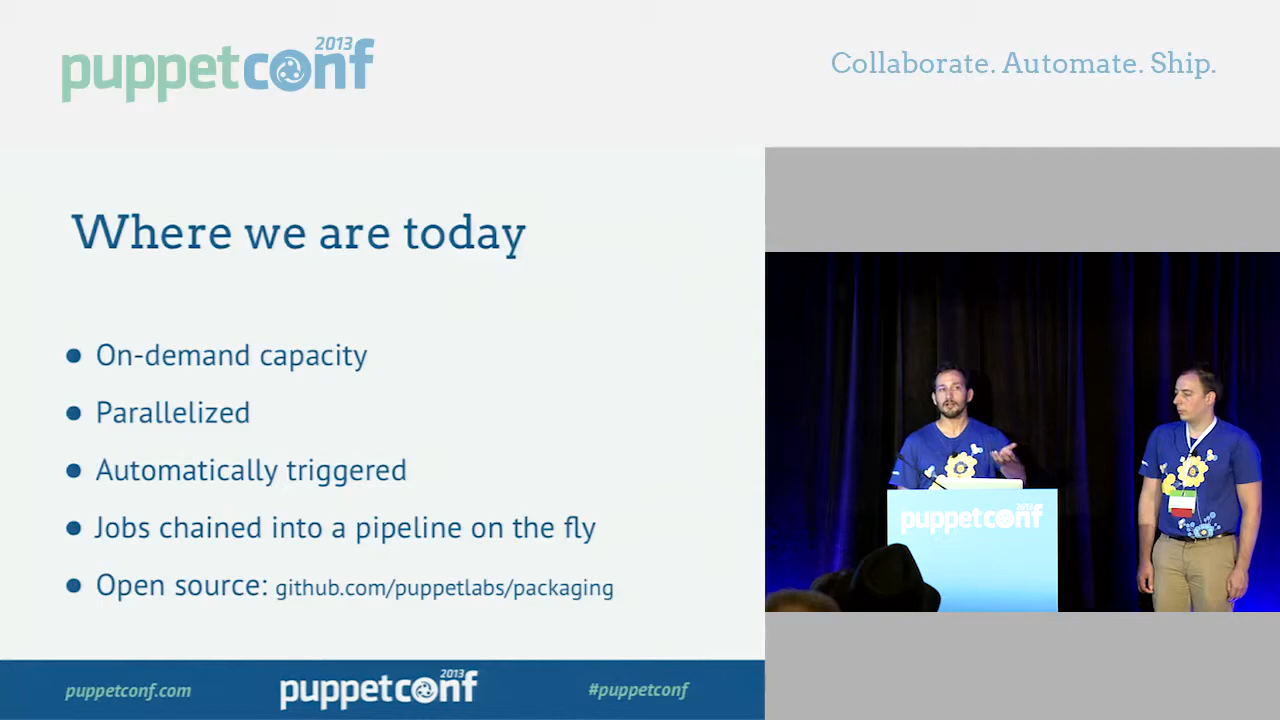 2013
puppetconf
Collaborate. Automate. Ship.
Where we are today
On-demand capacity
Parallelized
Automatically triggered
Jobs chained into a pipeline on the fly
Open source: github.com/puppetlabs/packaging
2013
puppetconf
puppetconf.com
2013
puppetconf
#puppetconf